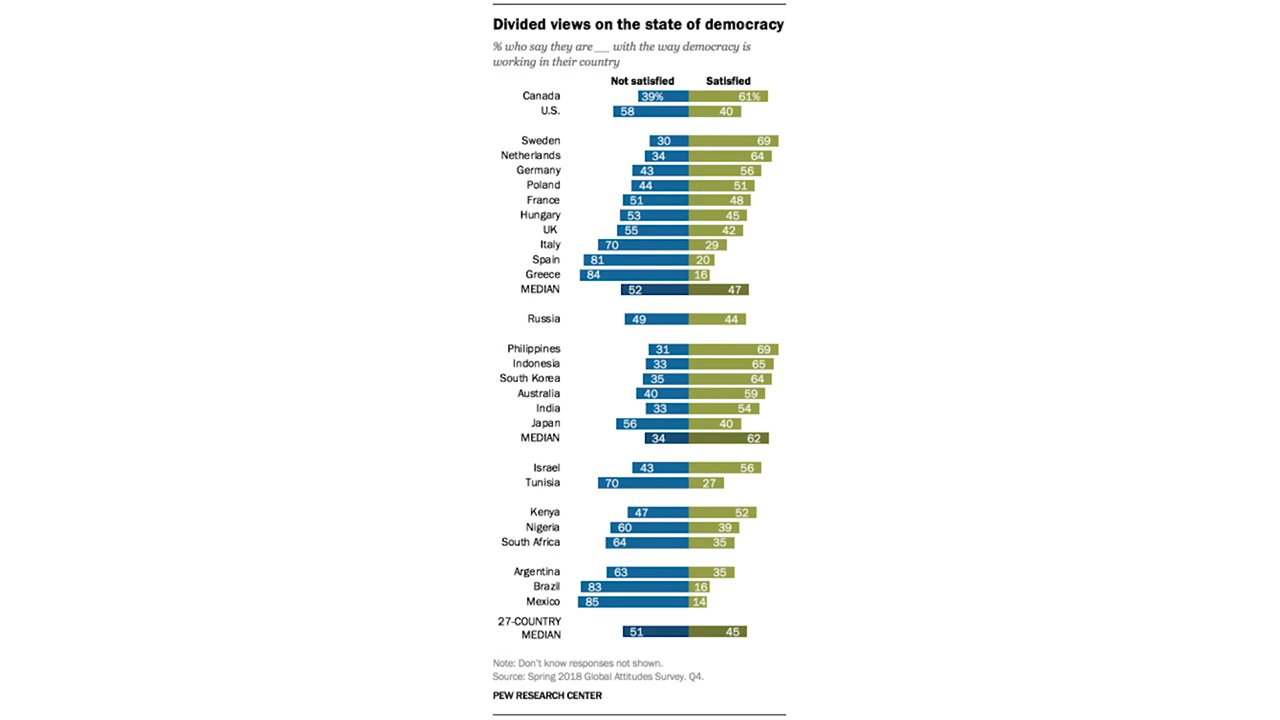 Divided views on the state of democracy
% who say they are __ with the way democracy is
working in their country
Not satisfied Satisfied
Canada 39% 61%
U.S. 58 40
Sweden 30 69
Netherlands 34 64
Germany 43 56
Poland 44 51
France 51 48
Hungary 53 45
UK 55 42
Italy 70 29
Spain 81 20
Greece 84 16
MEDIAN 52 47
Russia 49 44
Philippines 31 69
Indonesia 33 65
South Korea 35 64
Australia 40 59
India 33 54
Japan 56 40
MEDIAN 34 62
Israel 43 56
Tunisia 70 27
Kenya 47 52
Nigeria 60 39
South Africa 64 35
Argentina 63 35
Brazil 83 16
Mexico 85 14
27-COUNTRY
MEDIAN 51 45
Note: Don't know responses not shown.
Source: Spring 2018 Global Attitudes Survey. Q4.
PEW RESEARCH CENTER